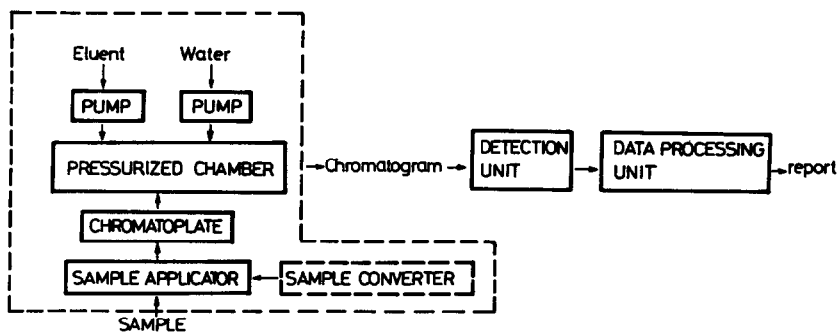 Eluent
Water
PUMP
PUMP
PRESSURIZED CHAMBER
CHROMATOPLATE
SAMPLE APPLICATOR
SAMPLE CONVERTER
SAMPLE
Chromatogram
DETECTION
UNIT
DATA PROCESSING
UNIT
report